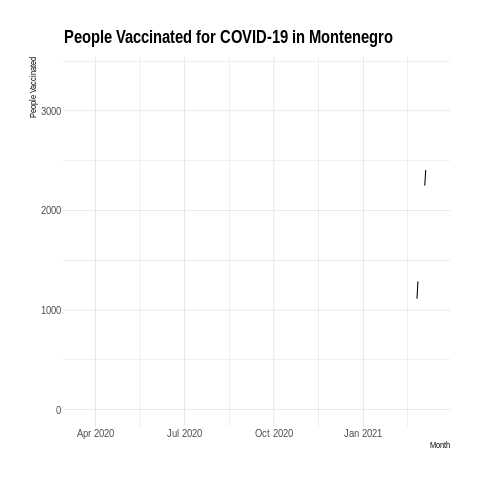 People Vaccinated for COVID-19 in Montenegro
People Vaccinated
3000
2000
1000
0
Apr 2020
Jul 2020
Oct 2020
Jan 2021
Month